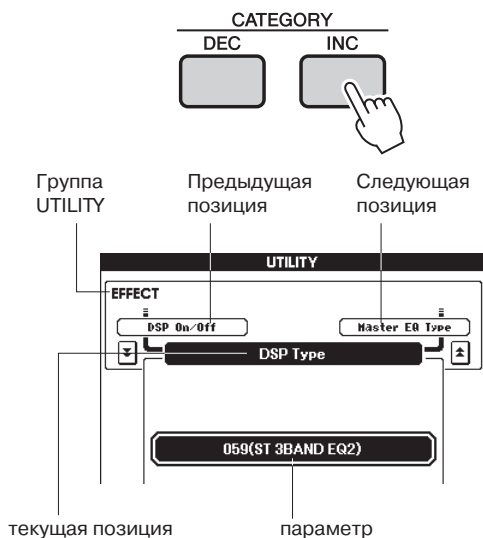 CATEGORY
DEC
INC
Группа UTILITY
Предыдущая позиция
Следующая позиция
UTILITY
EFFECT
DSP On/Off
Master EQ Type
DSP Type
059(ST 3BAND EQ2)
текущая позиция
параметр